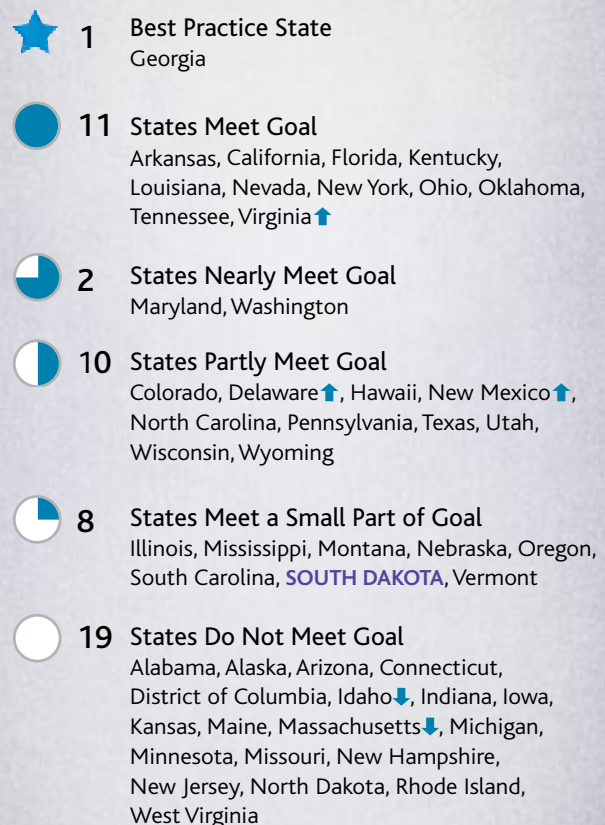 1 Best Practice State
Georgia
11 States Meet Goal
Arkansas, California, Florida, Kentucky,
Louisiana, Nevada, New York, Ohio, Oklahoma,
Tennessee, Virginia⬆
2 States Nearly Meet Goal
Maryland, Washington
10 States Partly Meet Goal
Colorado, Delaware⬆, Hawaii, New Mexico⬆,
North Carolina, Pennsylvania, Texas, Utah,
Wisconsin, Wyoming
8 States Meet a Small Part of Goal
Illinois, Mississippi, Montana, Nebraska, Oregon,
South Carolina, SOUTH DAKOTA, Vermont
19 States Do Not Meet Goal
Alabama, Alaska, Arizona, Connecticut,
District of Columbia, Idaho⬇, Indiana, Iowa,
Kansas, Maine, Massachusetts⬇, Michigan,
Minnesota, Missouri, New Hampshire,
New Jersey, North Dakota, Rhode Island,
West Virginia